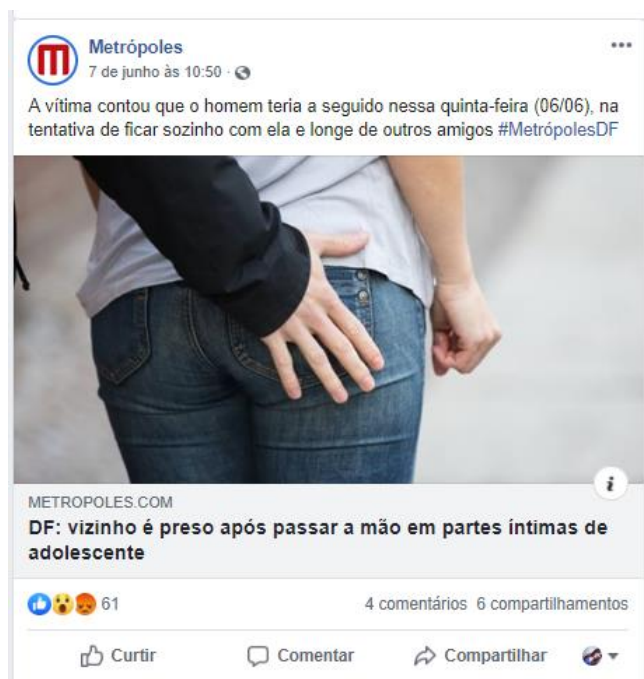 Metrópoles
7 de junho às 10:50 ·
A vítima contou que o homem teria a seguido nessa quinta-feira (06/06), na
tentativa de ficar sozinho com ela e longe de outros amigos #MetrópolesDF
METROPOLES.COM
DF: vizinho é preso após passar a mão em partes íntimas de
adolescente
61
4 comentários 6 compartilhamentos
Curtir Comentar Compartilhar